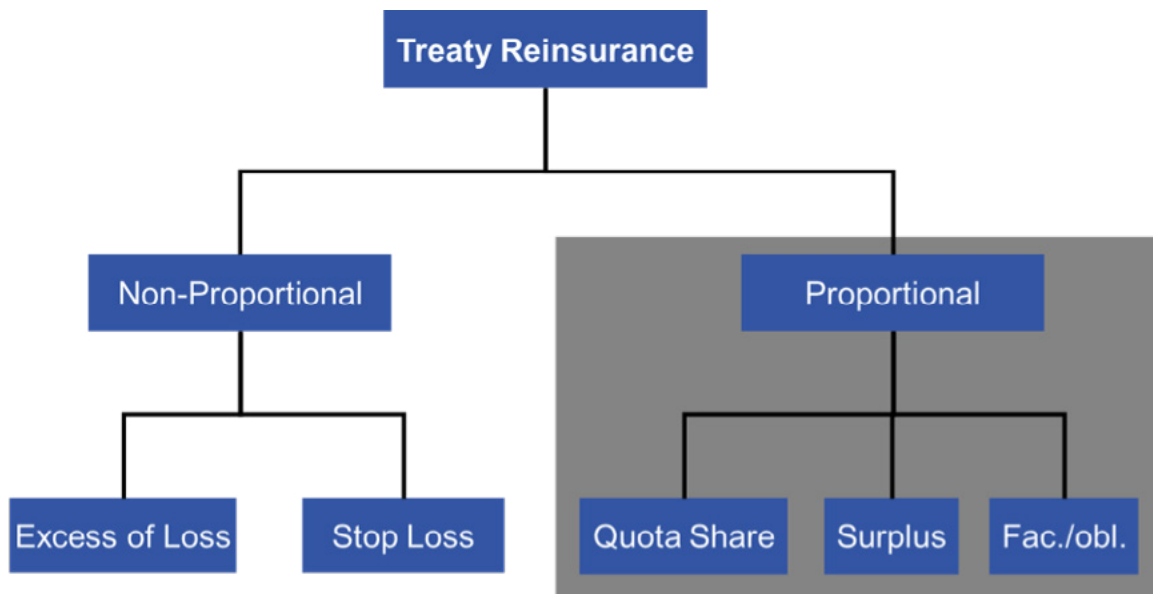 Treaty Reinsurance
Non-Proportional
Proportional
Excess of Loss
Stop Loss
Quota Share
Surplus
Fac./obl.